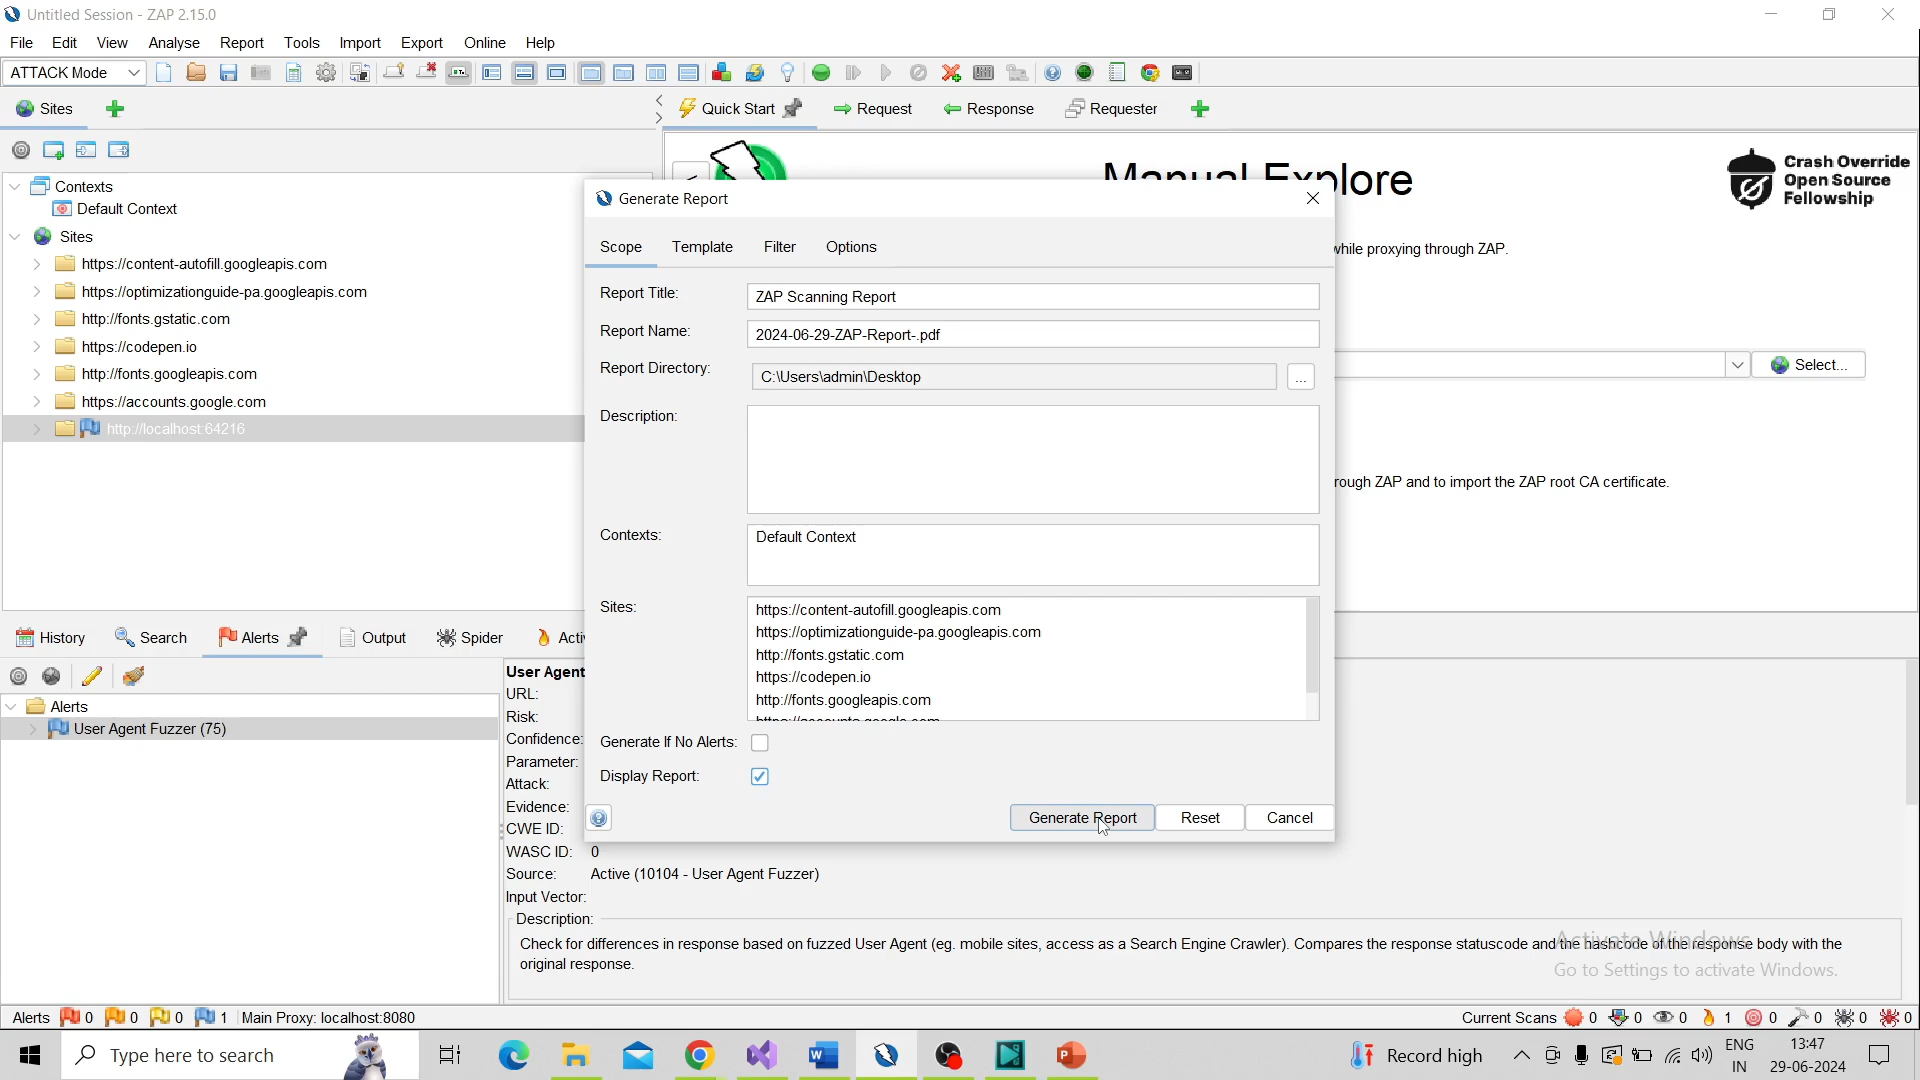 Untitled Session - ZAP 2.15.0
File Edit View Analyse Report Tools Import Export Online Help
ATTACK Mode
Sites
Quick Start
Request
Response
Requester
Contexts
Default Context
Sites
https://content-autofill.googleapis.com
https://optimizationguide-pa.googleapis.com
http://fonts.gstatic.com
https://codepen.io
http://fonts.googleapis.com
https://accounts.google.com
http://localhost:64216
Manual Explore
Crash Override
Open Source
Fellowship
while proxying through ZAP.
Select...
rough ZAP and to import the ZAP root CA certificate.
Generate Report
Scope Template Filter Options
Report Title: ZAP Scanning Report
Report Name: 2024-06-29-ZAP-Report-.pdf
Report Directory: C:\Users\admin\Desktop ...
Description:
Contexts: Default Context
Sites: https://content-autofill.googleapis.com
https://optimizationguide-pa.googleapis.com
http://fonts.gstatic.com
https://codepen.io
http://fonts.googleapis.com
https://accounts.google.com
Generate If No Alerts:
Display Report:
Generate Report Reset Cancel
History Search Alerts Output Spider Acti
Alerts
User Agent Fuzzer (75)
User Agent
URL:
Risk:
Confidence:
Parameter:
Attack:
Evidence:
CWE ID:
WASC ID: 0
Source: Active (10104 - User Agent Fuzzer)
Input Vector:
Description:
Check for differences in response based on fuzzed User Agent (eg. mobile sites, access as a Search Engine Crawler). Compares the response statuscode and the hashcode of the response body with the
original response.
Activate Windows
Go to Settings to activate Windows.
Alerts 0 0 0 1 Main Proxy: localhost:8080
Current Scans 0 0 0 1 0 0 0 0
Type here to search
Record high
ENG
IN
13:47
29-06-2024